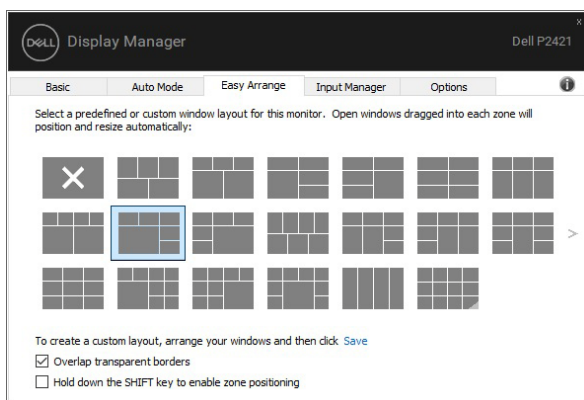 DELL Display Manager Dell P2421
Basic Auto Mode Easy Arrange Input Manager Options
Select a predefined or custom window layout for this monitor. Open windows dragged into each zone will
position and resize automatically:
To create a custom layout, arrange your windows and then click Save
Overlap transparent borders
Hold down the SHIFT key to enable zone positioning